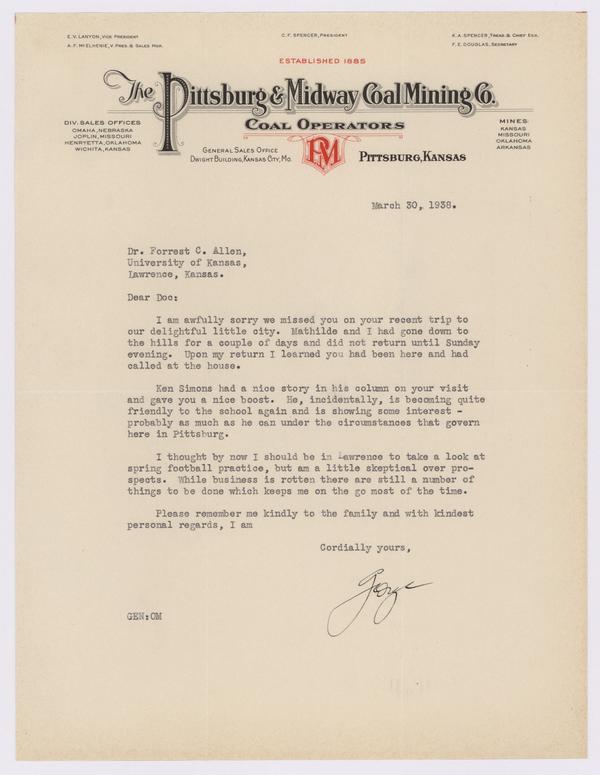 E.V. LANYON, VICE PRESIDENT
A.F. McELHENIE, V. PRES. & SALES MGR.
C.F. SPENCER, PRESIDENT
K.A. SPENCER, TREAS. & CHIEF EGR.
F.E. DOUGLAS, SECRETARY
ESTABLISHED 1885
The Pittsburg & Midway Coal Mining Co.
COAL OPERATORS
DIV. SALES OFFICES
OMAHA, NEBRASKA
JOPLIN, MISSOURI
HENRYETTA, OKLAHOMA
WICHITA, KANSAS
GENERAL SALES OFFICE
DWIGHT BUILDING, KANSAS CITY, MO.
PM
PITTSBURG, KANSAS
MINES:
KANSAS
MISSOURI
OKLAHOMA
ARKANSAS
March 30, 1938.
Dr. Forrest C. Allen,
University of Kansas,
Lawrence, Kansas.
Dear Doc:
I am awfully sorry we missed you on your recent trip to
our delightful little city. Mathilde and I had gone down to
the hills for a couple of days and did not return until Sunday
evening. Upon my return I learned you had been here and had
called at the house.
Ken Simons had a nice story in his column on your visit
and gave you a nice boost. He, incidentally, is becoming quite
friendly to the school again and is showing some interest -
probably as much as he can under the circumstances that govern
here in Pittsburg.
I thought by now I should be in Lawrence to take a look at
spring football practice, but am a little skeptical over pro-
spects. While business is rotten there are still a number of
things to be done which keeps me on the go most of the time.
Please remember me kindly to the family and with kindest
personal regards, I am
Cordially yours,
George
GEN:OM